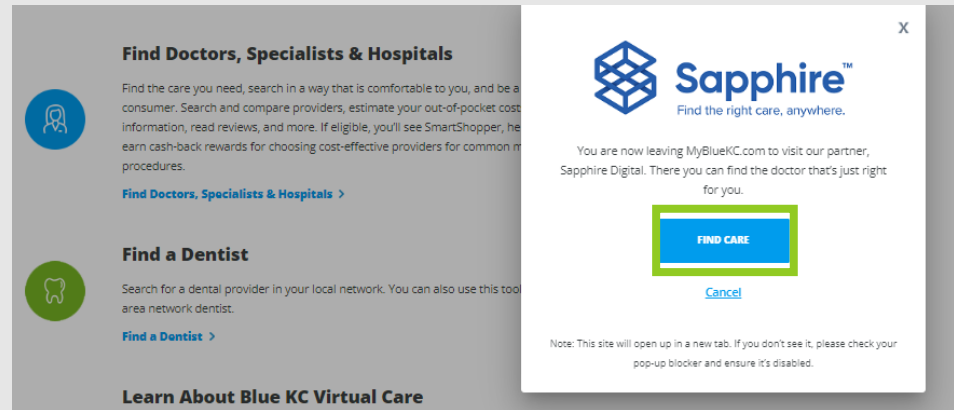 Find Doctors, Specialists & Hospitals
Find the care you need, search in a way that is comfortable to you, and be a
consumer. Search and compare providers, estimate your out-of-pocket cost
information, read reviews, and more. If eligible, you'll see SmartShopper, he
earn cash-back rewards for choosing cost-effective providers for common m
procedures.
Find Doctors, Specialists & Hospitals >
Find a Dentist
Search for a dental provider in your local network. You can also use this tool
area network dentist.
Find a Dentist >
Learn About Blue KC Virtual Care
X
Sapphire™
Find the right care, anywhere.
You are now leaving MyBlueKC.com to visit our partner,
Sapphire Digital. There you can find the doctor that's just right
for you.
FIND CARE
Cancel
Note: This site will open up in a new tab. If you don't see it, please check your
pop-up blocker and ensure it's disabled.